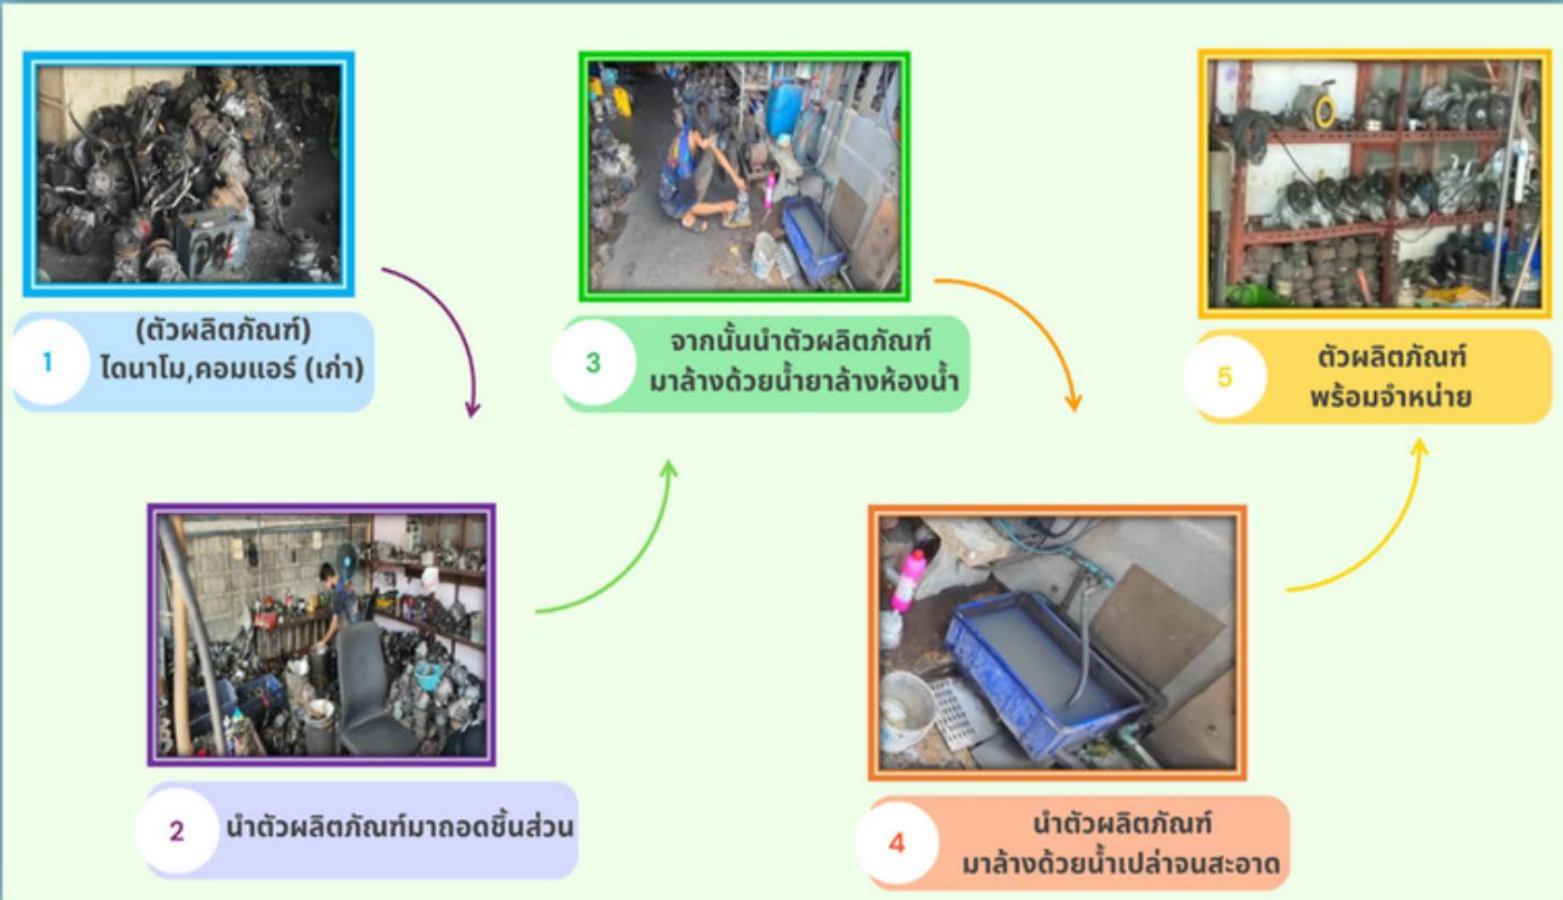 1
(ตัวผลิตภัณฑ์)
ไดนาโม,คอมแอร์ (เก่า)
2
นำตัวผลิตภัณฑ์มาถอดชิ้นส่วน
3
จากนั้นนำตัวผลิตภัณฑ์
มาล้างด้วยน้ำยาล้างห้องน้ำ
4
นำตัวผลิตภัณฑ์
มาล้างด้วยน้ำเปล่าจนสะอาด
5
ตัวผลิตภัณฑ์
พร้อมจำหน่าย